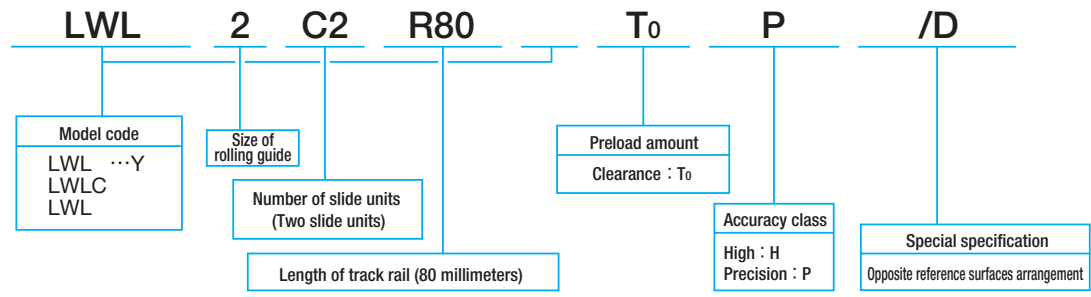 LWL 2 C2 R80 T₀ P /D
Model code
LWL …Y
LWLC
LWL
Size of
rolling guide
Number of slide units
(Two slide units)
Length of track rail (80 millimeters)
Preload amount
Clearance : T₀
Accuracy class
High : H
Precision : P
Special specification
Opposite reference surfaces arrangement